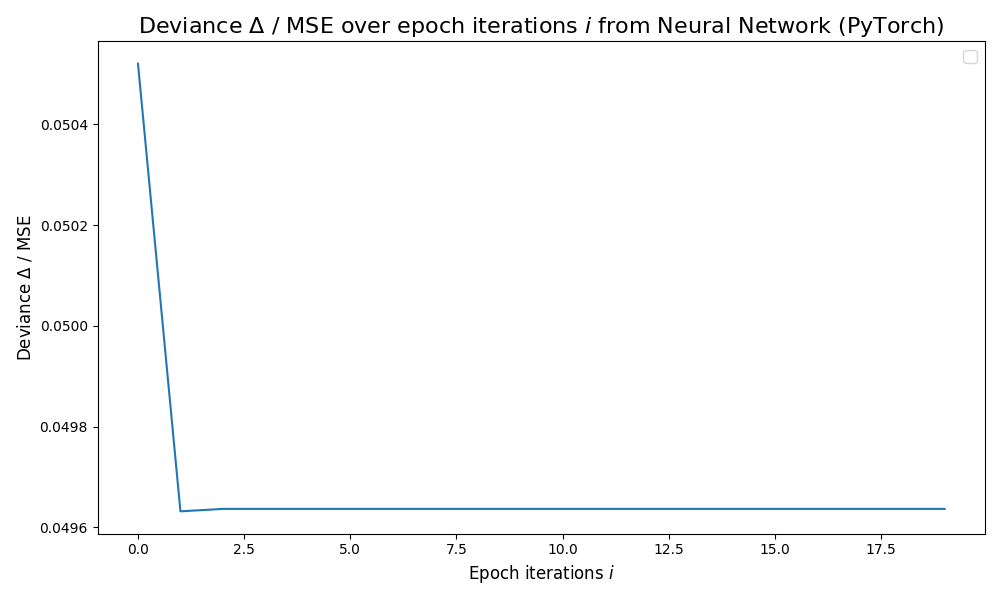 Deviance Δ / MSE over epoch iterations i from Neural Network (PyTorch)
Deviance Δ / MSE
0.0504
0.0502
0.0500
0.0498
0.0496
0.0 2.5 5.0 7.5 10.0 12.5 15.0 17.5
Epoch iterations i